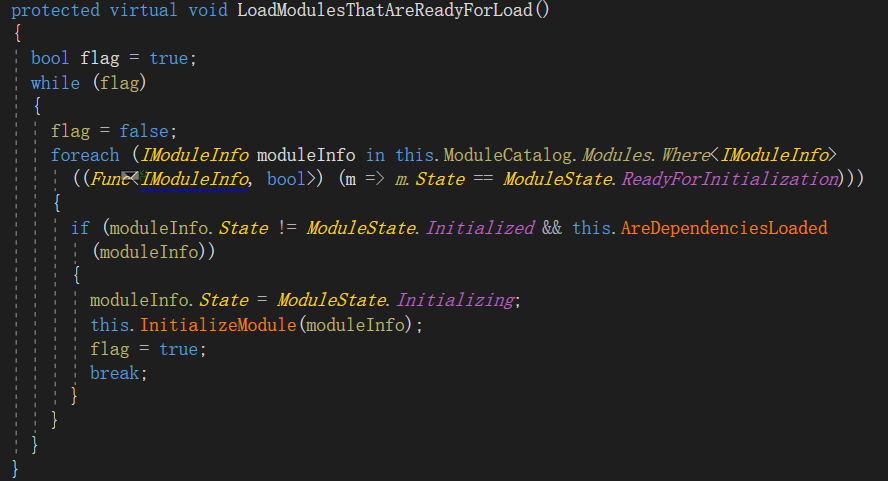 protected virtual void LoadModulesThatAreReadyForLoad()
{
bool flag = true;
while (flag)
{
flag = false;
foreach (IModuleInfo moduleInfo in this.ModuleCatalog.Modules.Where<IModuleInfo>
((Func<IModuleInfo, bool>) (m => m.State == ModuleState.ReadyForInitialization)))
{
if (moduleInfo.State != ModuleState.Initialized && this.AreDependenciesLoaded
(moduleInfo))
{
moduleInfo.State = ModuleState.Initializing;
this.InitializeModule(moduleInfo);
flag = true;
break;
}
}
}
}